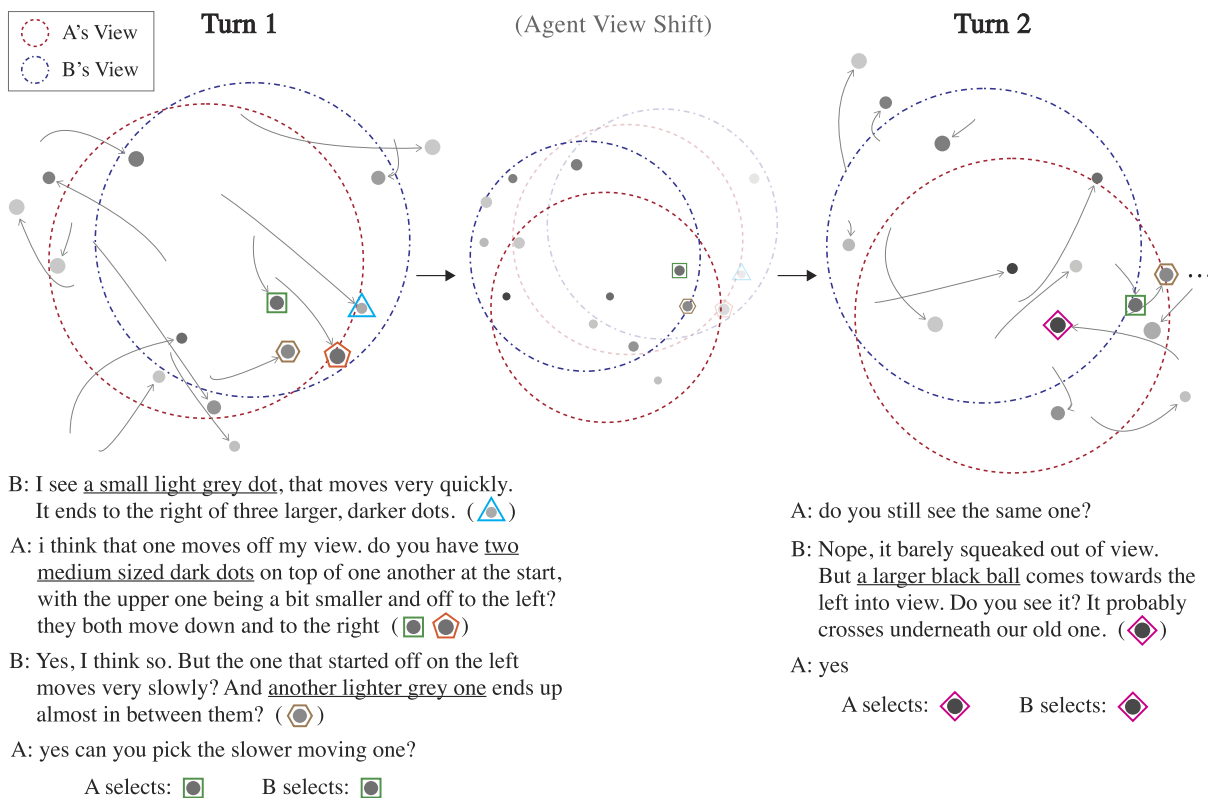 A's View
B's View
Turn 1
(Agent View Shift)
Turn 2
...
B: I see a small light grey dot, that moves very quickly.
It ends to the right of three larger, darker dots. ( )
A: i think that one moves off my view. do you have two
medium sized dark dots on top of one another at the start,
with the upper one being a bit smaller and off to the left?
they both move down and to the right ( )
B: Yes, I think so. But the one that started off on the left
moves very slowly? And another lighter grey one ends up
almost in between them? ( )
A: yes can you pick the slower moving one?
A selects: B selects:
A: do you still see the same one?
B: Nope, it barely squeaked out of view.
But a larger black ball comes towards the
left into view. Do you see it? It probably
crosses underneath our old one. ( )
A: yes
A selects: B selects: